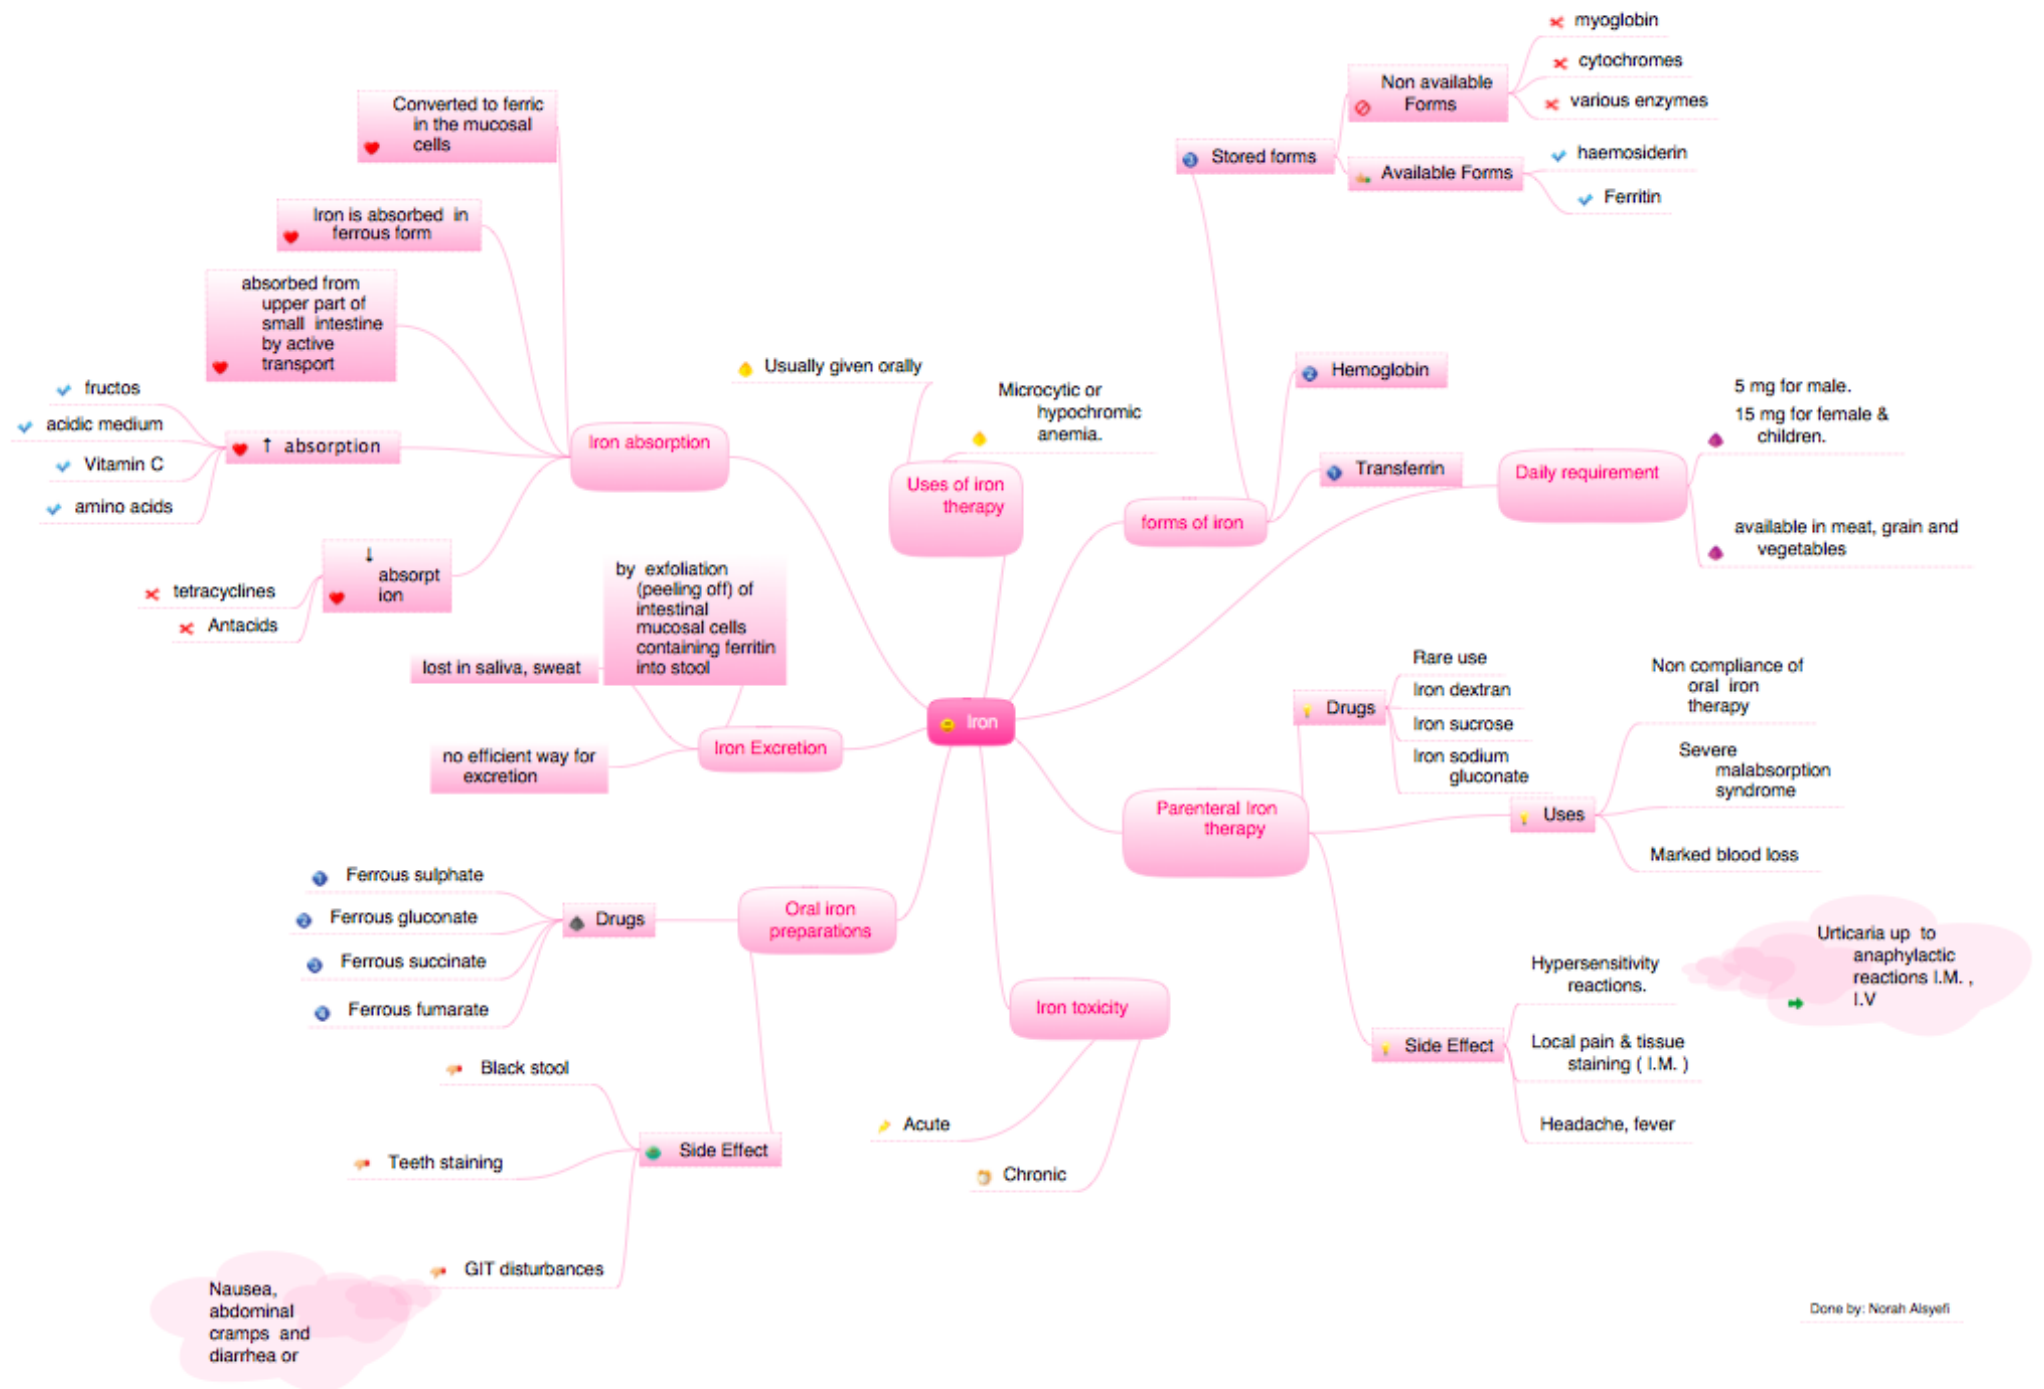 myoglobin
cytochromes
various enzymes
Non available
Forms
Stored forms
Available Forms
haemosiderin
Ferritin
Converted to ferric
in the mucosal
cells
Iron is absorbed in
ferrous form
absorbed from
upper part of
small intestine
by active
transport
fructos
acidic medium
Vitamin C
amino acids
↑ absorption
Iron absorption
↓
absorpt
ion
tetracyclines
Antacids
Usually given orally
Microcytic or
hypochromic
anemia.
Uses of iron
therapy
Hemoglobin
Transferrin
forms of iron
Daily requirement
5 mg for male.
15 mg for female &
children.
available in meat, grain and
vegetables
by exfoliation
(peeling off) of
intestinal
mucosal cells
containing ferritin
into stool
lost in saliva, sweat
no efficient way for
excretion
Iron Excretion
Iron
Drugs
Rare use
Iron dextran
Iron sucrose
Iron sodium
gluconate
Parenteral Iron
therapy
Uses
Non compliance of
oral iron
therapy
Severe
malabsorption
syndrome
Marked blood loss
Side Effect
Hypersensitivity
reactions.
Urticaria up to
anaphylactic
reactions I.M. ,
I.V
Local pain & tissue
staining ( I.M. )
Headache, fever
Oral iron
preparations
Drugs
1 Ferrous sulphate
2 Ferrous gluconate
3 Ferrous succinate
4 Ferrous fumarate
Side Effect
Black stool
Teeth staining
GIT disturbances
Nausea,
abdominal
cramps and
diarrhea or
Iron toxicity
Acute
Chronic
Done by: Norah Alsyefi